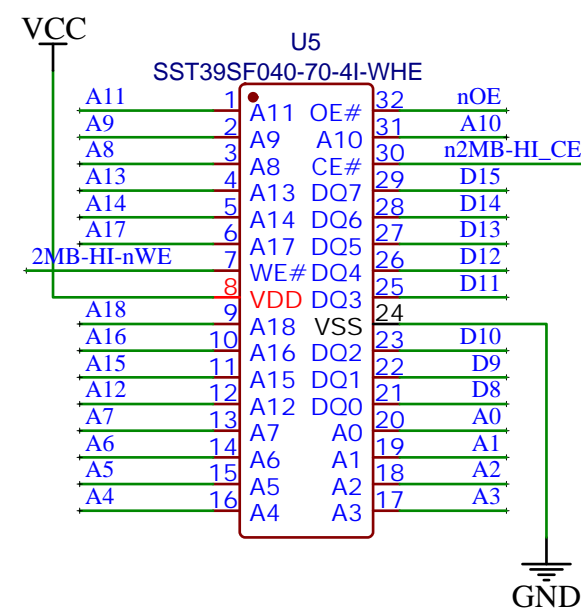 VCC
U5
SST39SF040-70-4I-WHE
A11 1 A11 OE# 32 nOE
A9 2 A9 A10 31 A10
A8 3 A8 CE# 30 n2MB-HI_CE
A13 4 A13 DQ7 29 D15
A14 5 A14 DQ6 28 D14
A17 6 A17 DQ5 27 D13
2MB-HI-nWE 7 WE# DQ4 26 D12
8 VDD DQ3 25 D11
A18 9 A18 VSS 24
A16 10 A16 DQ2 23 D10
A15 11 A15 DQ1 22 D9
A12 12 A12 DQ0 21 D8
A7 13 A7 A0 20 A0
A6 14 A6 A1 19 A1
A5 15 A5 A2 18 A2
A4 16 A4 A3 17 A3
GND